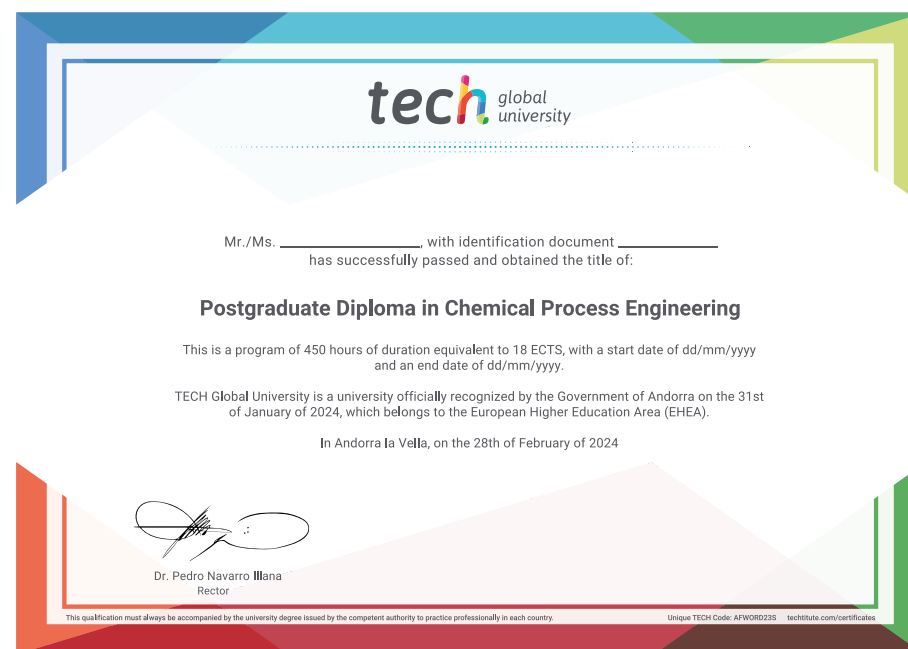 tech global university
Mr./Ms. ____________, with identification document ____________
has successfully passed and obtained the title of:
Postgraduate Diploma in Chemical Process Engineering
This is a program of 450 hours of duration equivalent to 18 ECTS, with a start date of dd/mm/yyyy
and an end date of dd/mm/yyyy.
TECH Global University is a university officially recognized by the Government of Andorra on the 31st
of January of 2024, which belongs to the European Higher Education Area (EHEA).
In Andorra la Vella, on the 28th of February of 2024
Dr. Pedro Navarro Illana
Rector
This qualification must always be accompanied by the university degree issued by the competent authority to practice professionally in each country.
Unique TECH Code: AFWORD23S techtitute.com/certificates